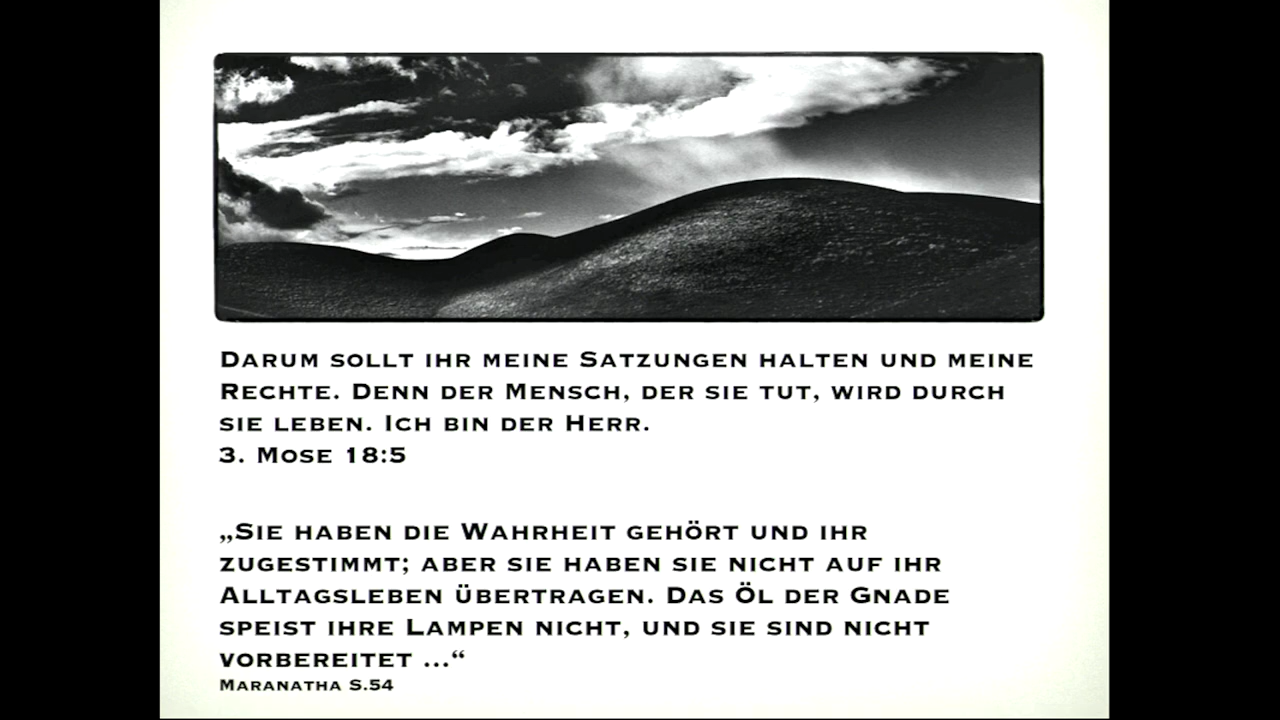 Darum sollt ihr meine Satzungen halten und meine
Rechte. Denn der Mensch, der sie tut, wird durch
sie leben. Ich bin der Herr.
3. Mose 18:5
„Sie haben die Wahrheit gehört und ihr
zugestimmt; aber sie haben sie nicht auf ihr
Alltagsleben übertragen. Das Öl der Gnade
speist ihre Lampen nicht, und sie sind nicht
vorbereitet ...“
Maranatha S.54